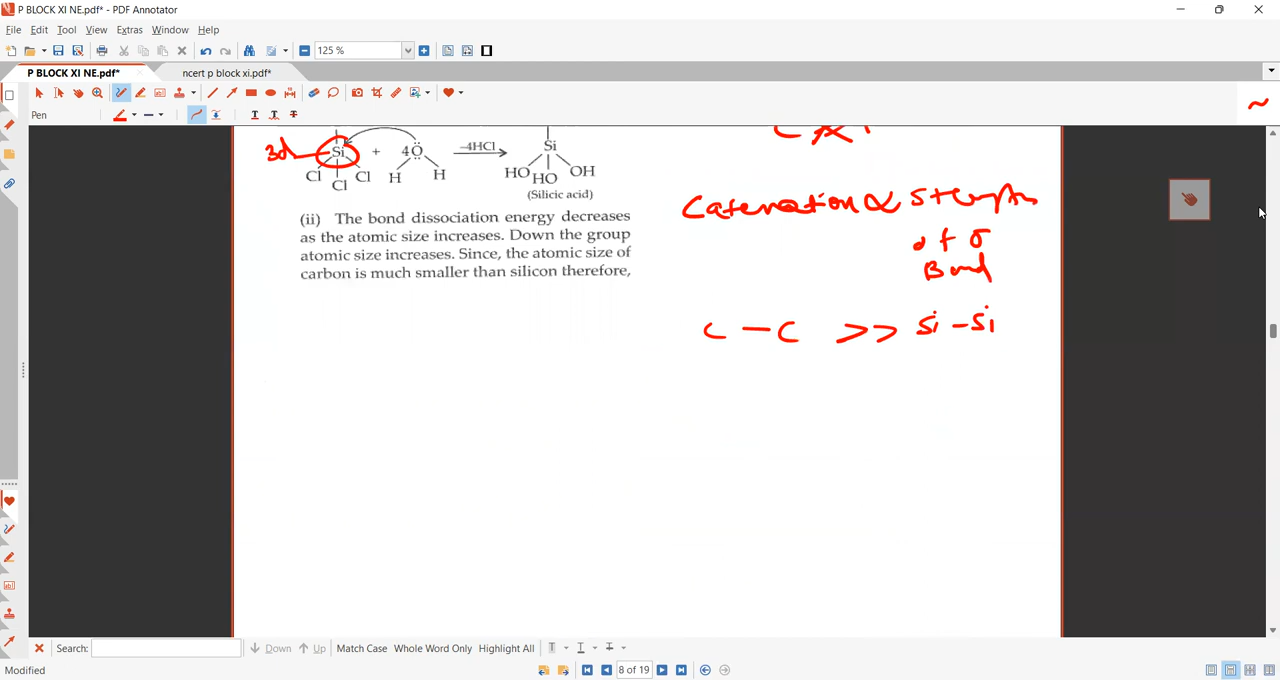 P BLOCK XI NE.pdf* - PDF Annotator
File Edit Tool View Extras Window Help
125 %
P BLOCK XI NE.pdf* ncert p block xi.pdf*
Pen
3d Si + 4Ö -4HCl Si
Cl Cl Cl H H HO HO OH
(Silicic acid)
(ii) The bond dissociation energy decreases
as the atomic size increases. Down the group
atomic size increases. Since, the atomic size of
carbon is much smaller than silicon therefore,
Catenation ∝ Strength
of σ
Bond
C — C >> Si – Si
Search: Down Up Match Case Whole Word Only Highlight All
8 of 19
Modified